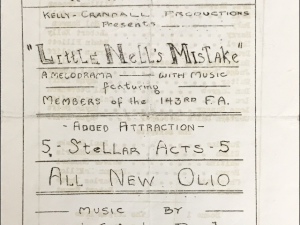 KELLY-CRANDALL PRODUCTIONS
PRESENTS
"LITTLE NELL'S MISTAKE"
A MELODRAMA — WITH MUSIC
— featuring —
MEMBERS of the 143RD F.A.
- ADDED ATTRACTION -
5 - STELLAR ACTS - 5
ALL NEW OLIO
— MUSIC BY —